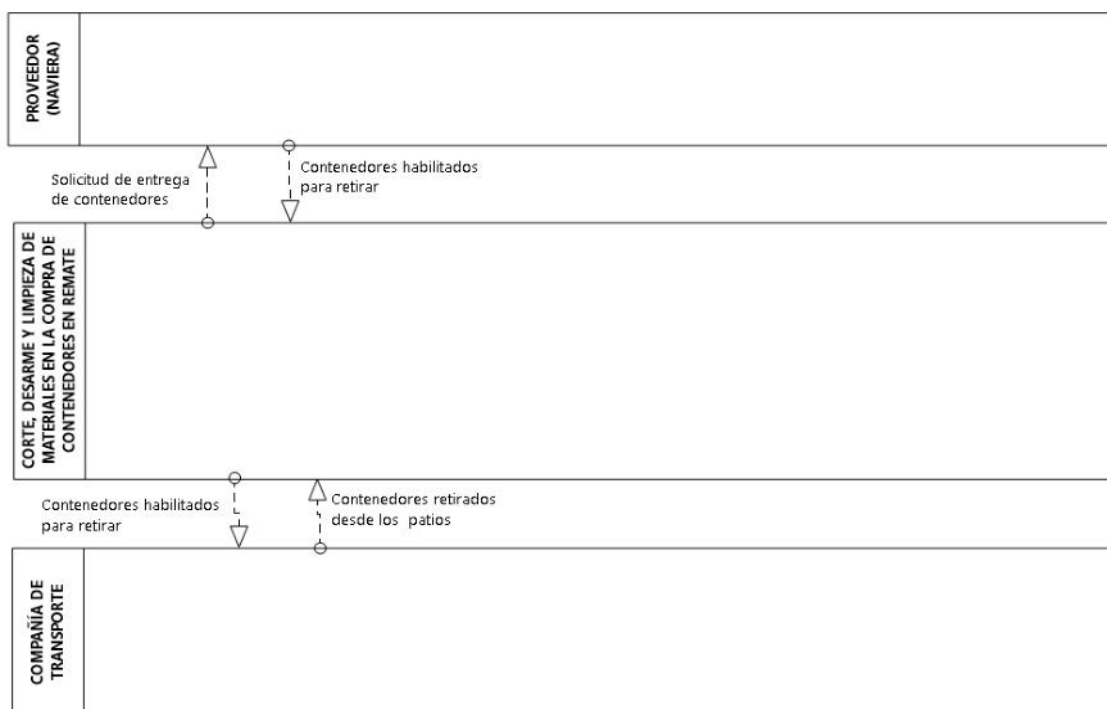 PROVEEDOR
(NAVIERA)
Solicitud de entrega
de contenedores
Contenedores habilitados
para retirar
CORTE, DESARME Y LIMPIEZA DE
MATERIALES EN LA COMPRA DE
CONTENEDORES EN REMATE
Contenedores habilitados
para retirar
Contenedores retirados
desde los patios
COMPAÑÍA DE
TRANSPORTE